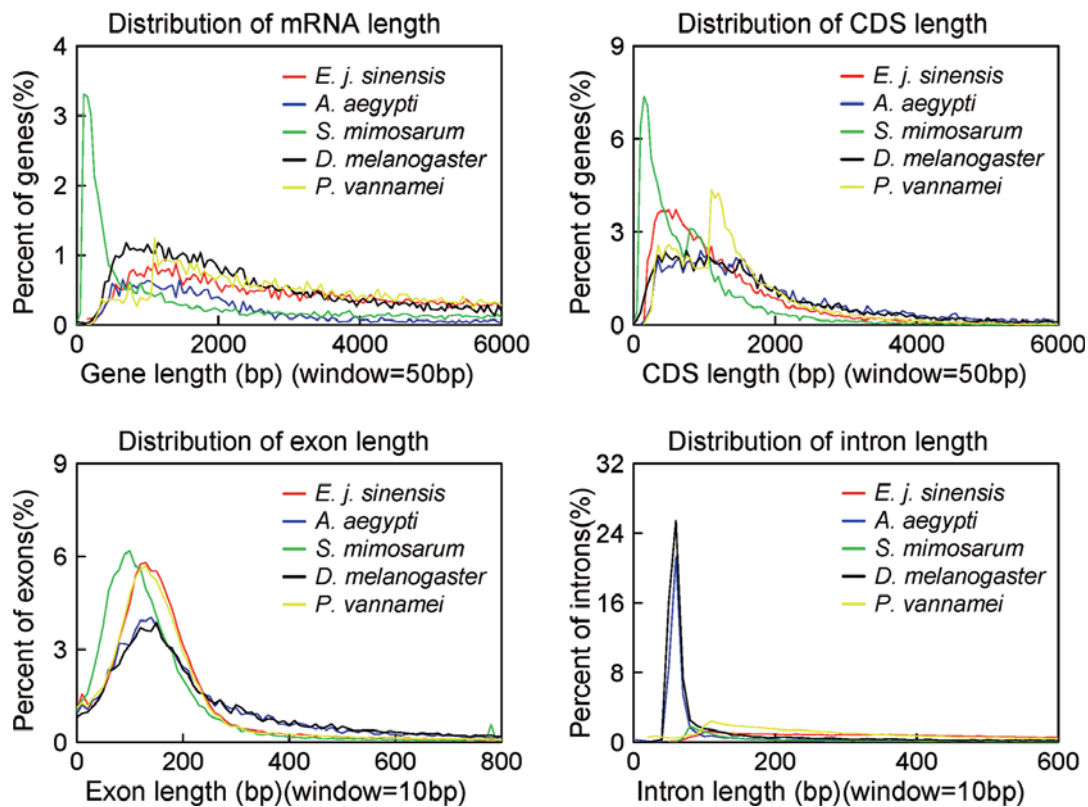 Distribution of mRNA length
Percent of genes(%)
4
3
2
1
0
E. j. sinensis
A. aegypti
S. mimosarum
D. melanogaster
P. vannamei
0 2000 4000 6000
Gene length (bp) (window=50bp)
Distribution of CDS length
Percent of genes(%)
9
6
3
0
E. j. sinensis
A. aegypti
S. mimosarum
D. melanogaster
P. vannamei
0 2000 4000 6000
CDS length (bp) (window=50bp)
Distribution of exon length
Percent of exons(%)
9
6
3
0
E. j. sinensis
A. aegypti
S. mimosarum
D. melanogaster
P. vannamei
0 200 400 600 800
Exon length (bp)(window=10bp)
Distribution of intron length
Percent of introns(%)
32
24
16
8
0
E. j. sinensis
A. aegypti
S. mimosarum
D. melanogaster
P. vannamei
0 200 400 600
Intron length (bp)(window=10bp)